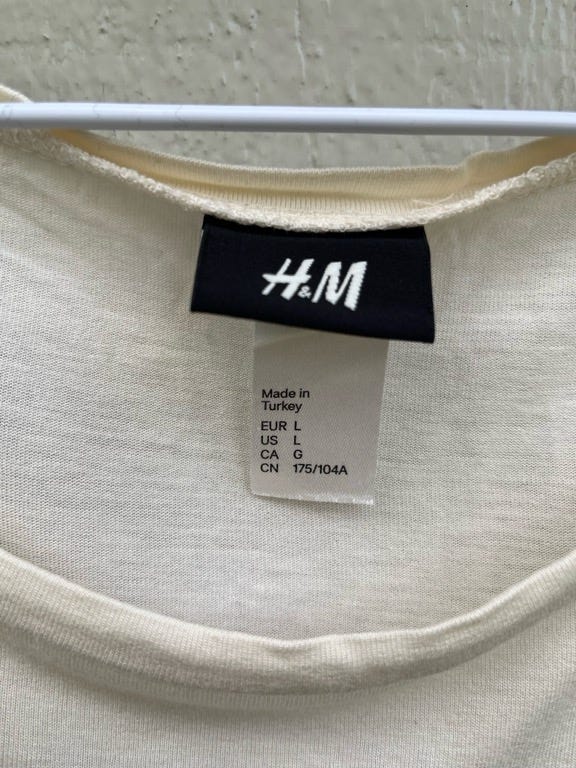 H&M
Made in
Turkey
EUR L
US L
CA G
CN 175/104A